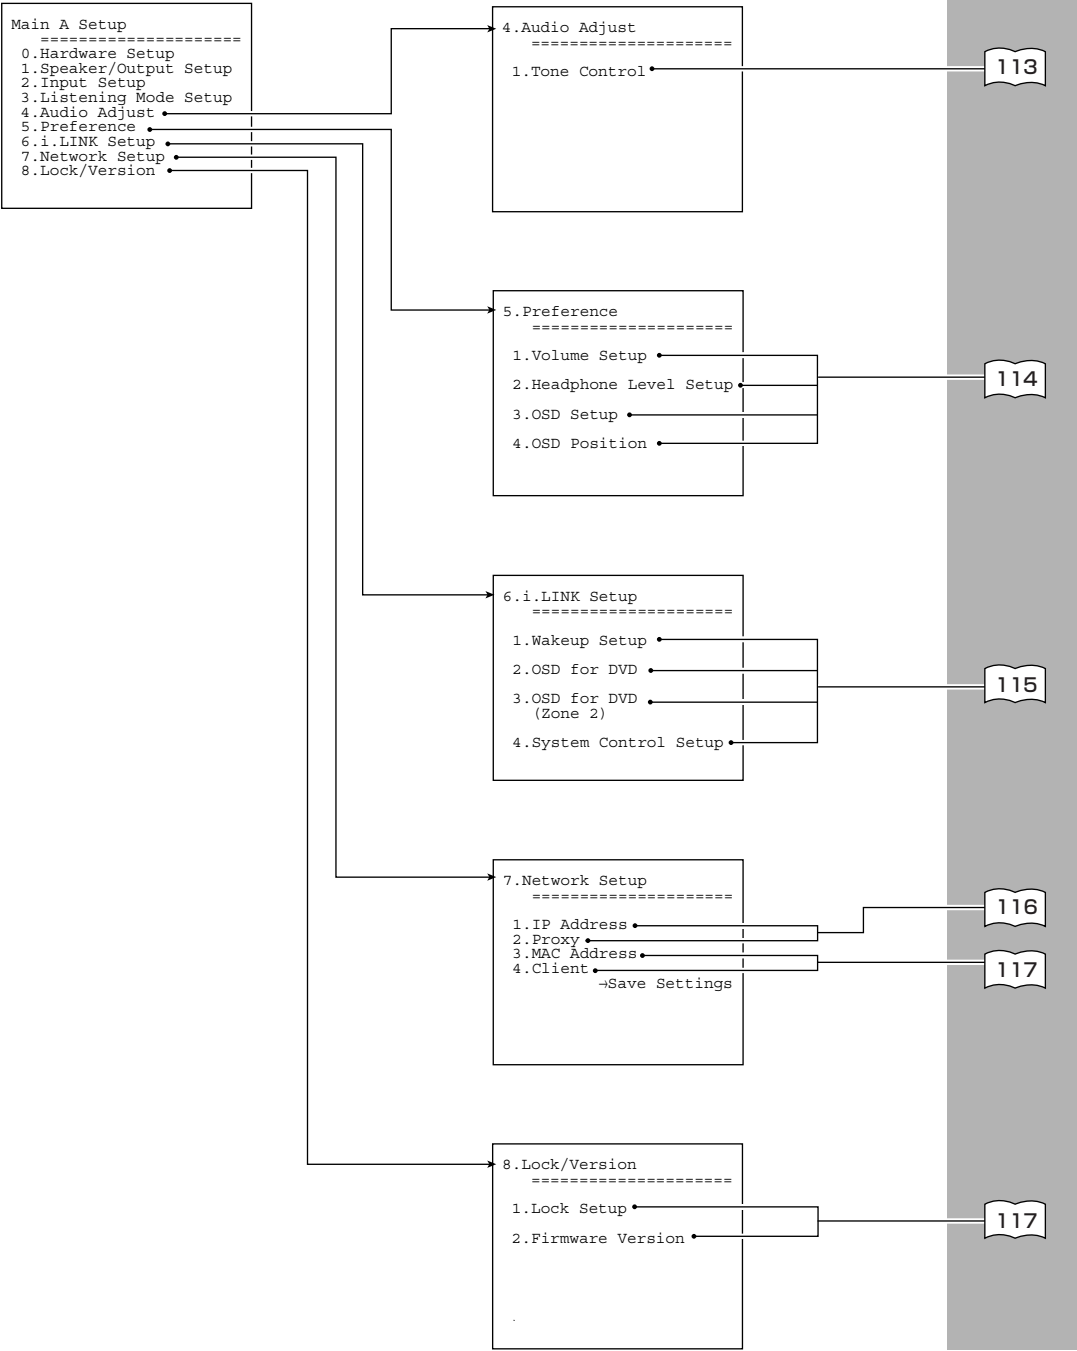 Main A Setup
=====================
0.Hardware Setup
1.Speaker/Output Setup
2.Input Setup
3.Listening Mode Setup
4.Audio Adjust
5.Preference
6.i.LINK Setup
7.Network Setup
8.Lock/Version
4.Audio Adjust
=====================
1.Tone Control
113
5.Preference
=====================
1.Volume Setup
2.Headphone Level Setup
3.OSD Setup
4.OSD Position
114
6.i.LINK Setup
=====================
1.Wakeup Setup
2.OSD for DVD
3.OSD for DVD
(Zone 2)
4.System Control Setup
115
7.Network Setup
=====================
1.IP Address
2.Proxy
3.MAC Address
4.Client
→Save Settings
116
117
8.Lock/Version
=====================
1.Lock Setup
2.Firmware Version
117